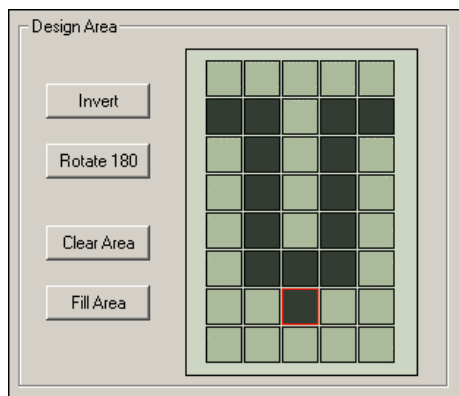 Design Area
Invert
Rotate 180
Clear Area
Fill Area